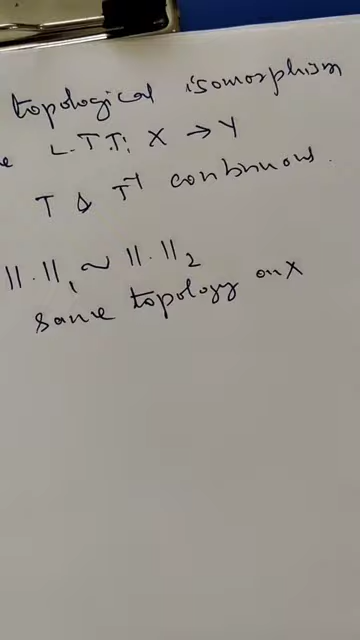 topological isomorphism
e L.T T: X → Y
T & T⁻¹ continuous.
||.||₁ ~ ||.||₂
same topology on X